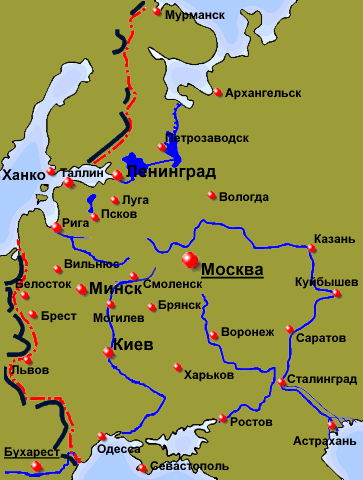 Мурманск
Архангельск
Петрозаводск
Ханко
Таллин
Ленинград
Луга
Вологда
Псков
Рига
Казань
Вильнюс
Москва
Белосток
Минск
Смоленск
Куйбышев
Брест
Могилев
Брянск
Воронеж
Саратов
Киев
Львов
Харьков
Сталинград
Ростов
Астрахань
Бухарест
Одесса
Севастополь